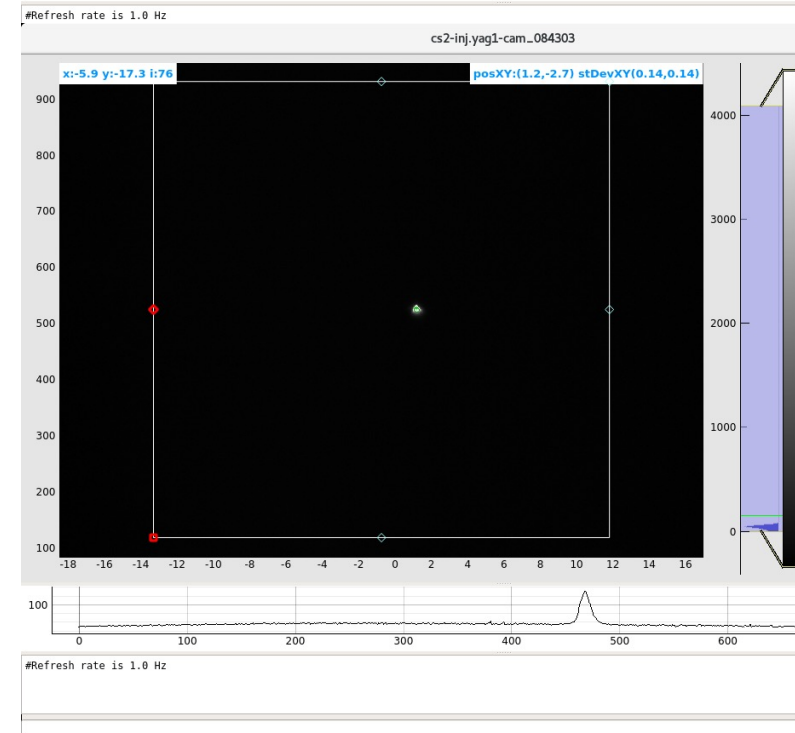 #Refresh rate is 1.0 Hz
cs2-inj.yag1-cam_084303
x:-5.9 y:-17.3 i:76
posXY:(1.2,-2.7) stDevXY(0.14,0.14)
900
800
700
600
500
400
300
200
100
-18 -16 -14 -12 -10 -8 -6 -4 -2 0 2 4 6 8 10 12 14 16
4000
3000
2000
1000
0
100
0 100 200 300 400 500 600
#Refresh rate is 1.0 Hz